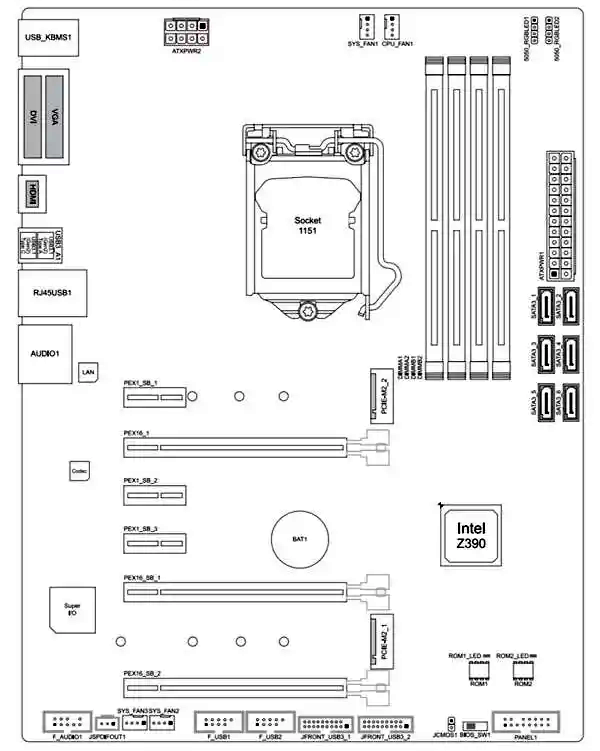 USB_KBMS1
ATXPWR2
SYS_FAN1
CPU_FAN1
5050_RGBLED1
5050_RGBLED2
DVI
VGA
HDMI
Socket
1151
ATXPWR1
USB3_A1
RJ45USB1
SATA3_1
SATA3_2
AUDIO1
LAN
SATA3_3
SATA3_4
DIMMA1
DIMMA2
DIMMB1
DIMMB2
PEX1_SB_1
PCIE-M2_2
SATA3_5
SATA3_6
PEX16_1
Codec
PEX1_SB_2
PEX1_SB_3
BAT1
Intel
Z390
PEX16_SB_1
Super
I/O
PCIE-M2_1
ROM1_LED
ROM2_LED
ROM1
ROM2
PEX16_SB_2
SYS_FAN3
SYS_FAN2
F_AUDIO1
JSPDIFOUT1
F_USB1
F_USB2
JFRONT_USB3_1
JFRONT_USB3_2
JCMOS1
BIOS_SW1
PANEL1